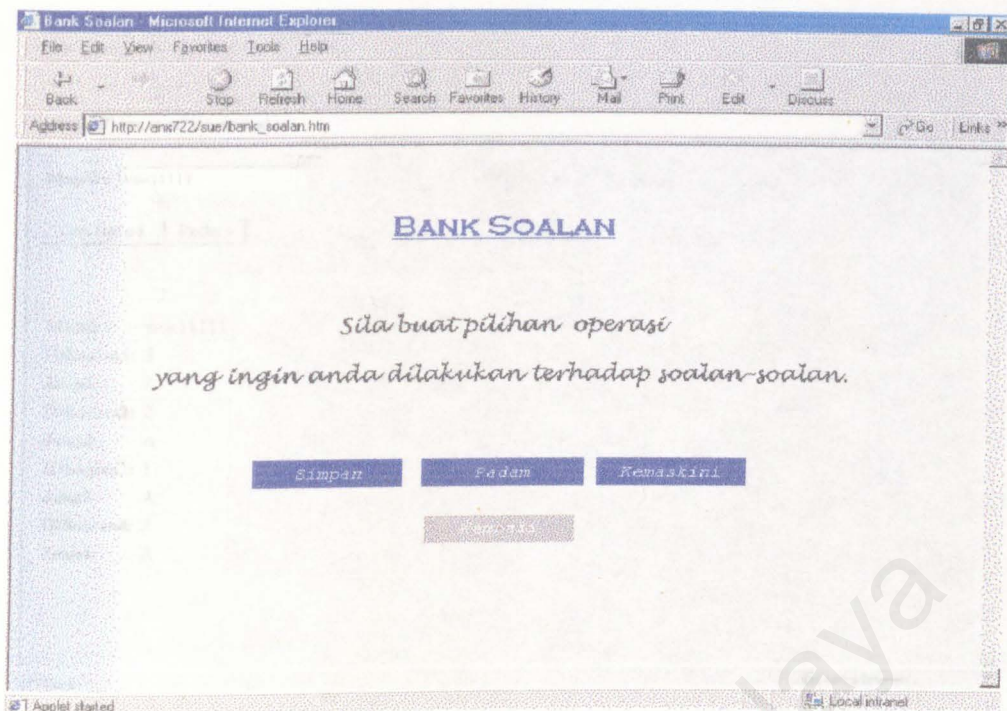 Bank Soalan - Microsoft Internet Explorer
File Edit View Favorites Tools Help
Back Stop Refresh Home Search Favorites History Mail Print Edit Discuss
Address http://anis722/sue/bank_soalan.htm Go Links »
BANK SOALAN
Sila buat pilihan operasi
yang ingin anda dilakukan terhadap soalan-soalan.
Simpan Padam Kemaskini
Kembali
Applet started Local intranet
laya